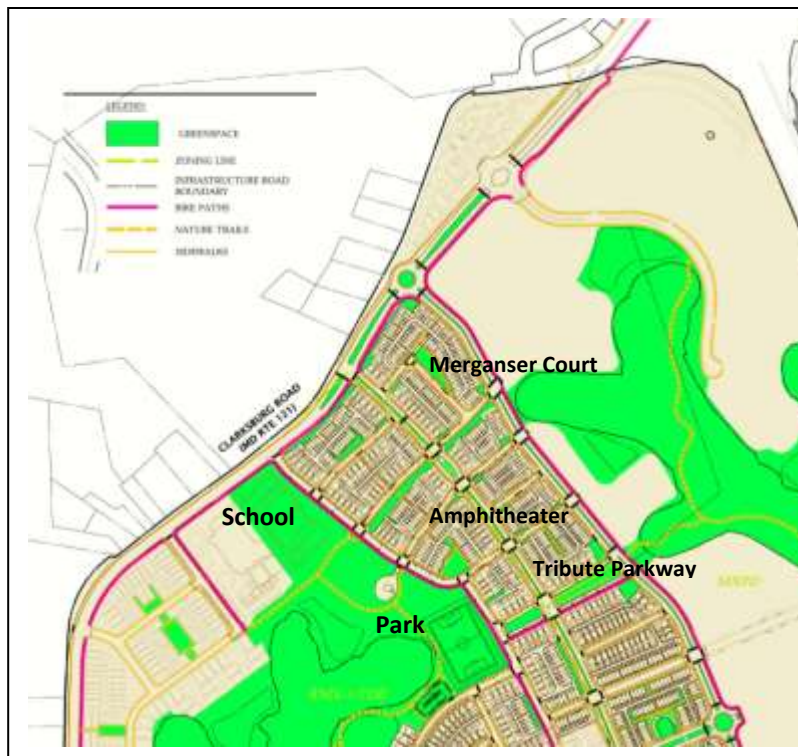 LEGEND:
GREENSPACE
ZONING LINE
INFRASTRUCTURE ROAD
BOUNDARY
BIKE PATHS
NATURE TRAILS
SIDEWALKS
Merganser Court
CLARKSBURG ROAD
(MD RTE 121)
School
Amphitheater
Tribute Parkway
Park